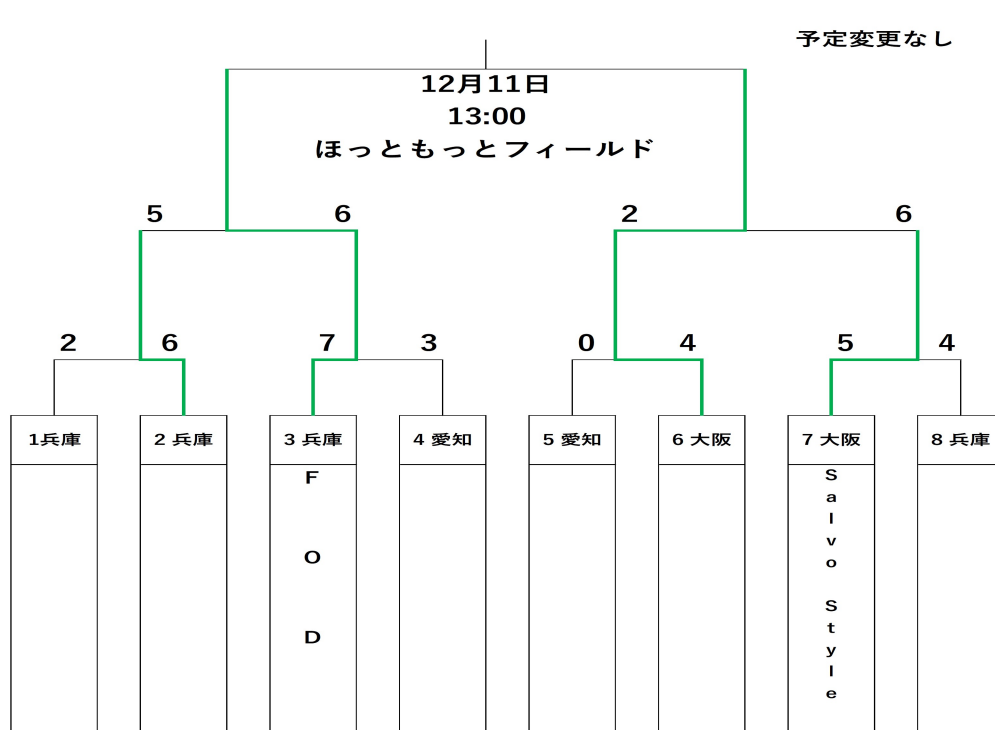 予定変更なし
12月11日
13:00
ほっともっとフィールド
5 6 2 6
2 6 7 3 0 4 5 4
1兵庫 2 兵庫 3 兵庫 4 愛知 5 愛知 6 大阪 7 大阪 8 兵庫
FOD
Salvo Style